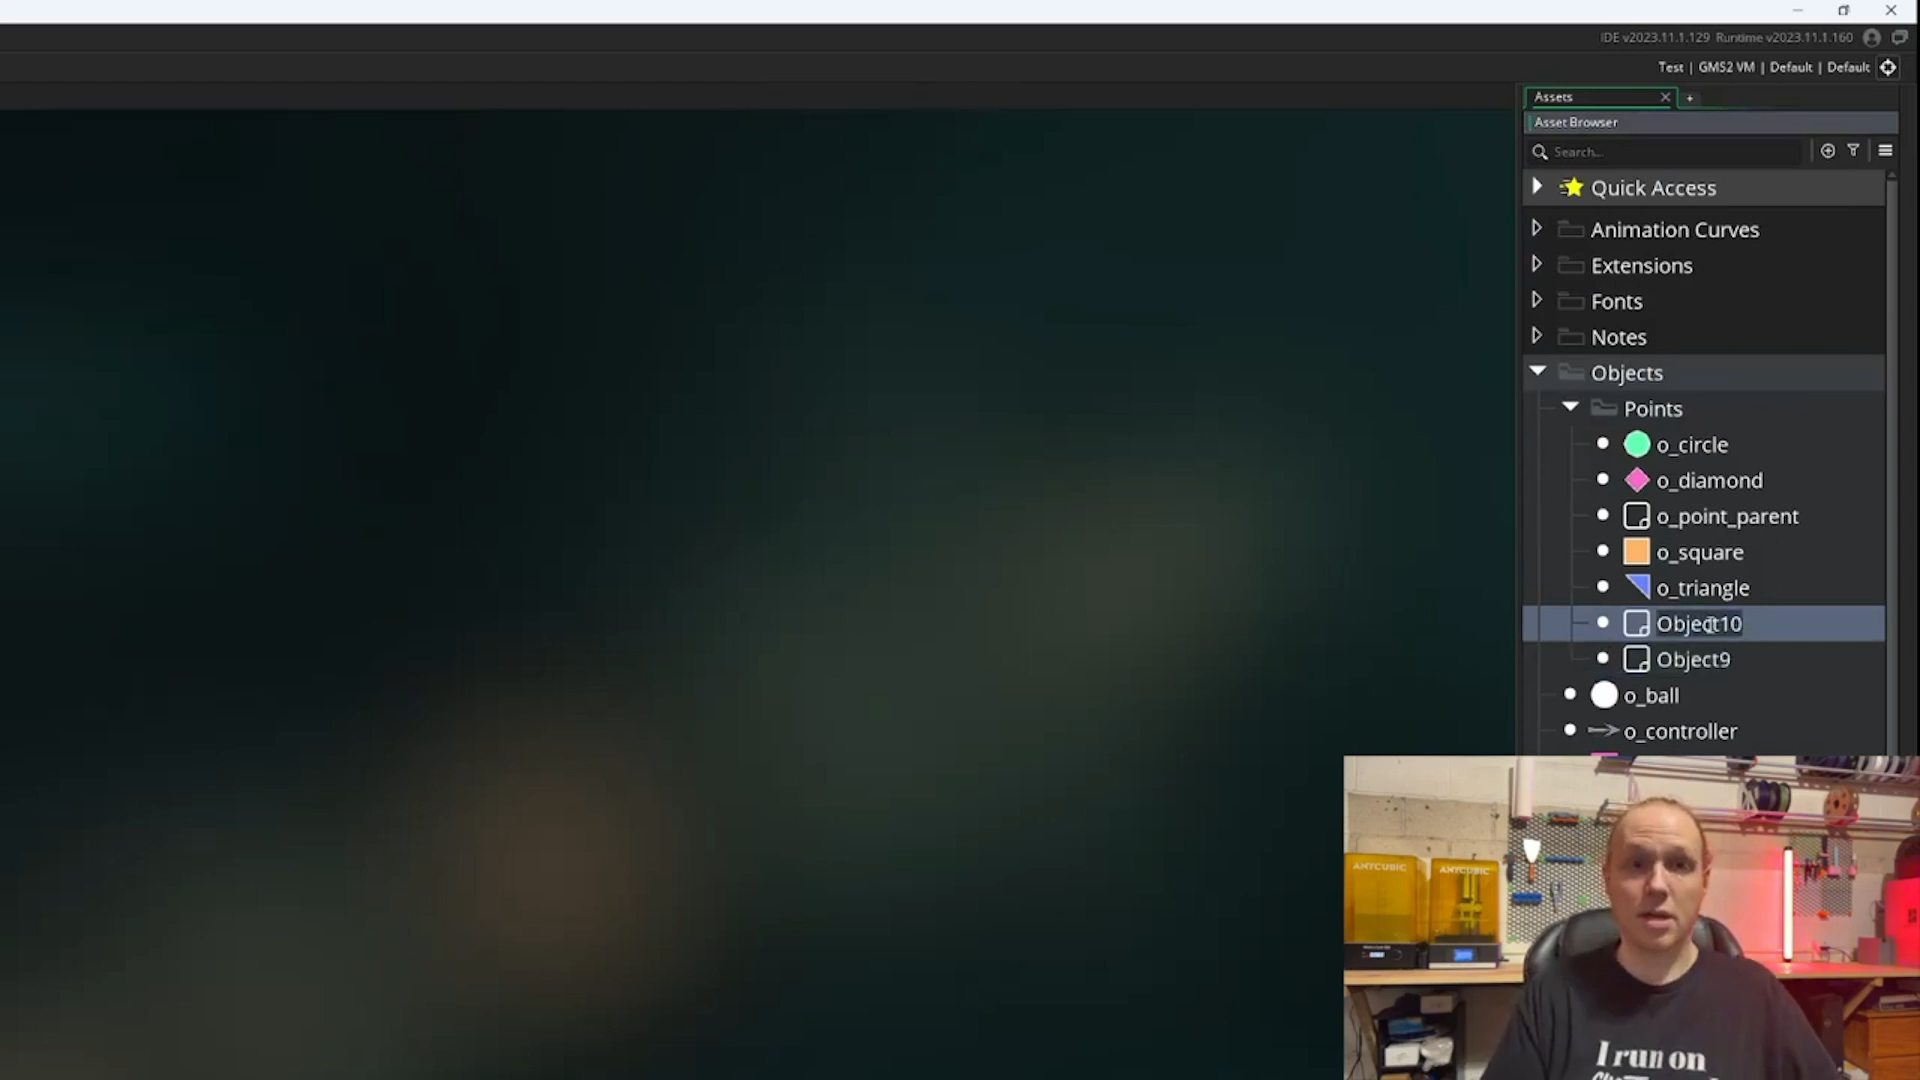 IDE v2023.11.1.129 Runtime v2023.11.1.160
Test | GMS2 VM | Default | Default
Assets
Asset Browser
Search...
Quick Access
Animation Curves
Extensions
Fonts
Notes
Objects
Points
o_circle
o_diamond
o_point_parent
o_square
o_triangle
Object10
Object9
o_ball
o_controller
ANYCUBIC
ANYCUBIC
I run on